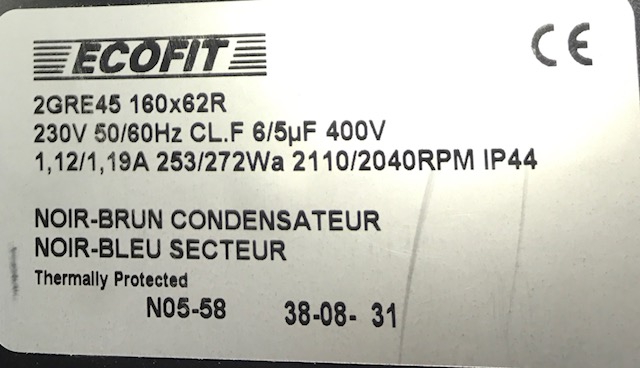 ECOFIT
CE
2GRE45 160x62R
230V 50/60Hz CL.F 6/5µF 400V
1,12/1,19A 253/272Wa 2110/2040RPM IP44
NOIR-BRUN CONDENSATEUR
NOIR-BLEU SECTEUR
Thermally Protected
N05-58 38-08- 31